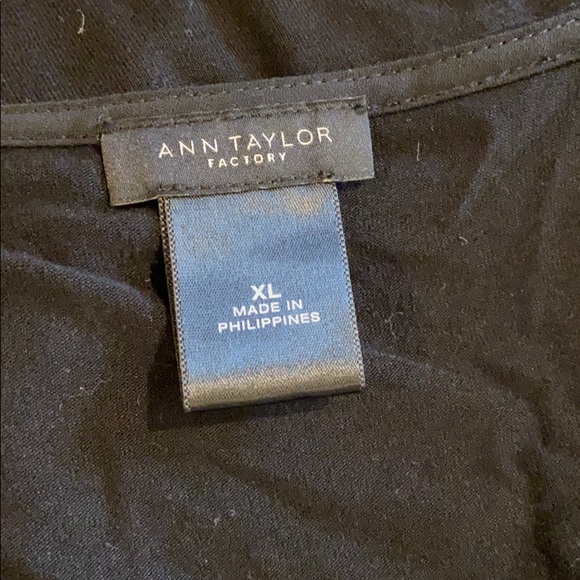 ANN TAYLOR
FACTORY
XL
MADE IN
PHILIPPINES